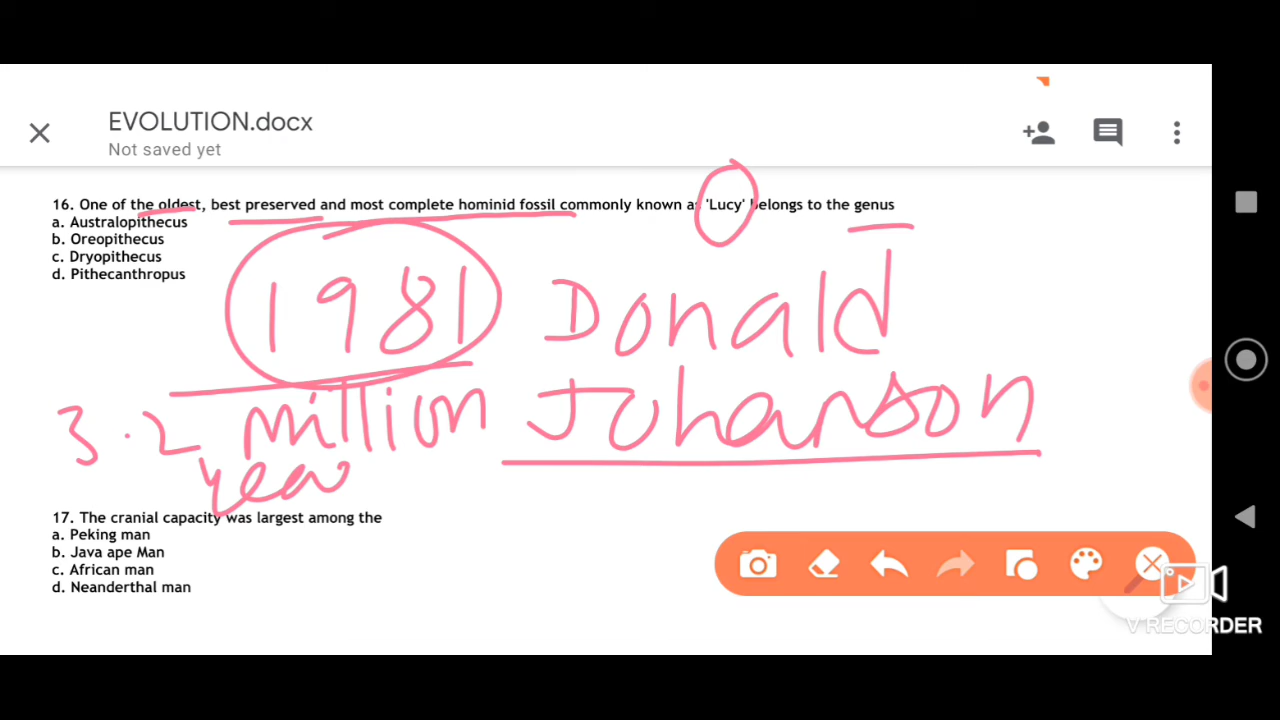 EVOLUTION.docx
Not saved yet
16. One of the oldest, best preserved and most complete hominid fossil commonly known as 'Lucy' belongs to the genus
a. Australopithecus
b. Oreopithecus
c. Dryopithecus
d. Pithecanthropus
1981 Donald
3.2 million Johanson
year
17. The cranial capacity was largest among the
a. Peking man
b. Java ape Man
c. African man
d. Neanderthal man
V RECORDER